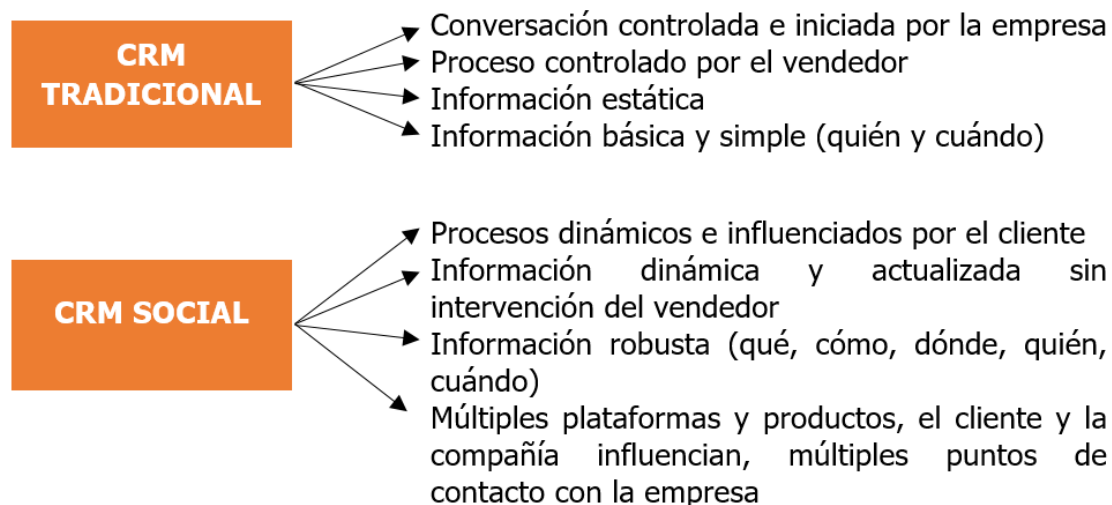 CRM
TRADICIONAL
Conversación controlada e iniciada por la empresa
Proceso controlado por el vendedor
Información estática
Información básica y simple (quién y cuándo)
CRM SOCIAL
Procesos dinámicos e influenciados por el cliente
Información dinámica y actualizada sin
intervención del vendedor
Información robusta (qué, cómo, dónde, quién,
cuándo)
Múltiples plataformas y productos, el cliente y la
compañía influencian, múltiples puntos de
contacto con la empresa